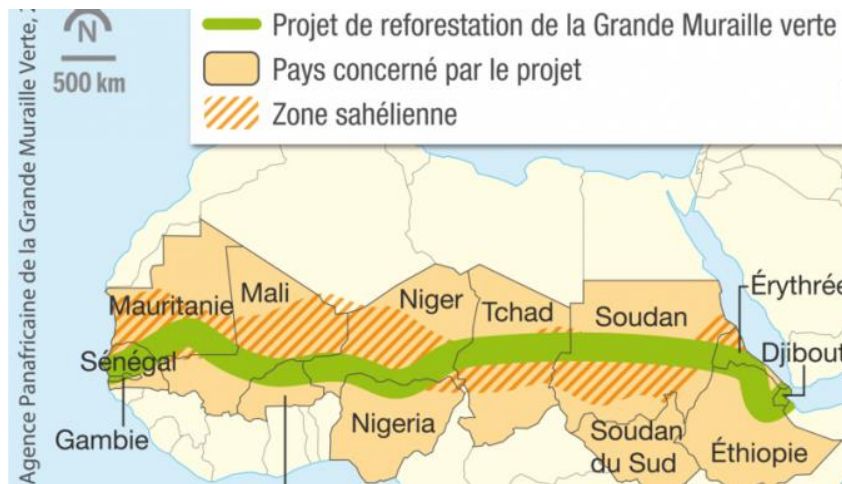 Agence Panafricaine de la Grande Muraille Verte, 2
N
500 km
Projet de reforestation de la Grande Muraille verte
Pays concerné par le projet
Zone sahélienne
Mauritanie
Mali
Niger
Tchad
Soudan
Érythrée
Sénégal
Djibout
Gambie
Nigeria
Soudan
du Sud
Éthiopie